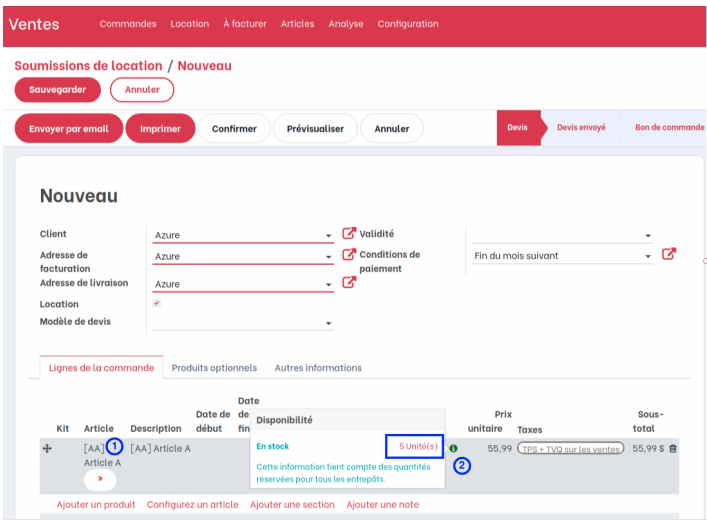 Ventes Commandes Location À facturer Articles Analyse Configuration
Soumissions de location / Nouveau
Sauvegarder Annuler
Envoyer par email Imprimer Confirmer Prévisualiser Annuler Devis Devis envoyé Bon de commande
Nouveau
Client Azure Validité
Adresse de facturation Azure Conditions de paiement Fin du mois suivant
Adresse de livraison Azure
Location
Modèle de devis
Lignes de la commande Produits optionnels Autres informations
Kit Article Description Date de début Date de fin Prix unitaire Taxes Sous-total
Disponibilité
En stock 5 Unité(s)
Cette information tient compte des quantités
réservées pour tous les entrepôts.
[AA] Article A [AA] Article A 55,99 TPS + TVQ sur les ventes 55,99 $
1
2
Ajouter un produit Configurez un article Ajouter une section Ajouter une note